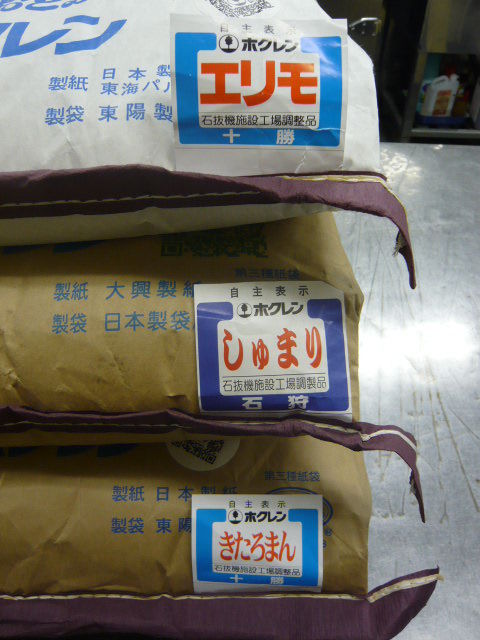 クレン
製紙 日本製
東海パル
製袋 東陽製
自主表示
ホクレン
エリモ
石抜機施設工場調整品
十勝
第三種紙袋
製紙 大興製紙
製袋 日本製袋
自主表示
ホクレン
しゅまり
石抜機施設工場調製品
石狩
第三種紙袋
製紙 日本製紙
製袋 東陽
自主表示
ホクレン
きたろまん
石抜機施設工場調整品
十勝